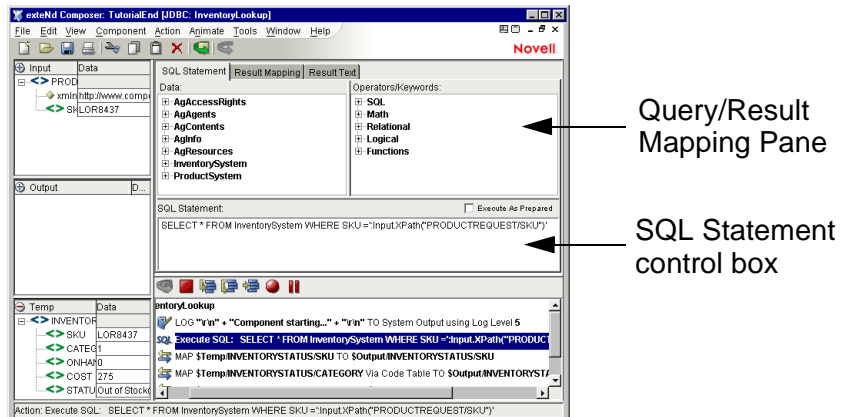 exteNd Composer: TutorialEnd [JDBC: InventoryLookup]
File Edit View Component Action Animate Tools Window Help
Novell
Input Data
PROD
xmln http://www.compe
SK LOR8437
Output D...
Temp Data
INVENTOR
SKU LOR8437
CATEG 1
ONHAN 0
COST 275
STATU Out of Stock
SQL Statement Result Mapping Result Text
Data:
AgAccessRights
AgAgents
AgContents
AgInfo
AgResources
InventorySystem
ProductSystem
Operators/Keywords:
SQL
Math
Relational
Logical
Functions
SQL Statement:
Execute As Prepared
SELECT * FROM InventorySystem WHERE SKU =':Input.XPath("PRODUCTREQUEST/SKU")'
entoryLookup
LOG "\r\n" + "Component starting..." + "\r\n" TO System Output using Log Level 5
SQL Execute SQL: SELECT * FROM InventorySystem WHERE SKU =':Input.XPath("PRODUCT
MAP $Temp/INVENTORYSTATUS/SKU TO $Output/INVENTORYSTATUS/SKU
MAP $Temp/INVENTORYSTATUS/CATEGORY Via Code Table TO $Output/INVENTORYSTA
Action: Execute SQL: SELECT * FROM InventorySystem WHERE SKU =':Input.XPath("PRODUCTREQUEST/SKU")'
Query/Result
Mapping Pane
SQL Statement
control box